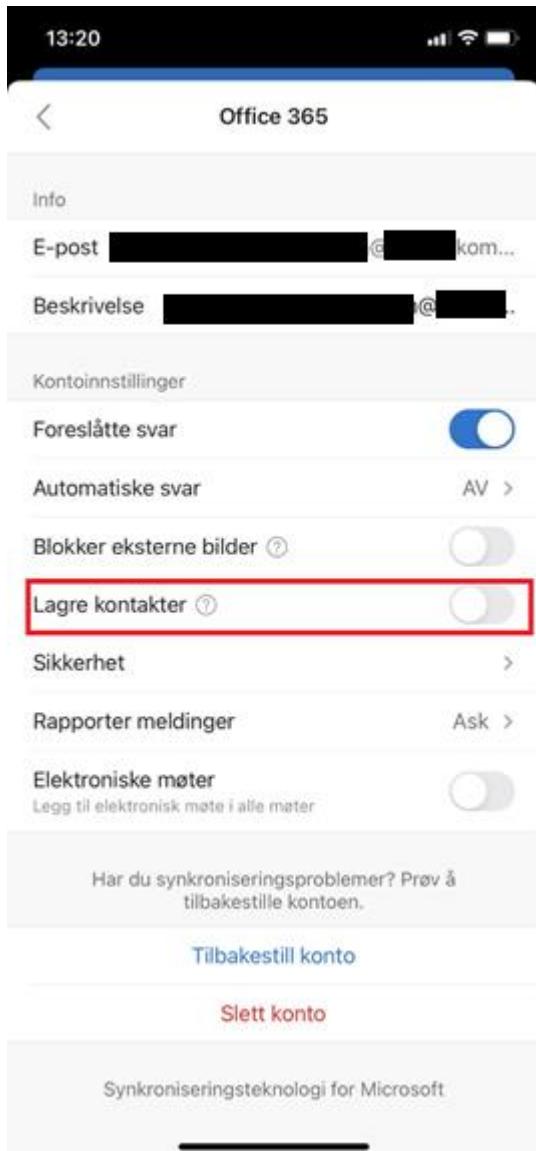 13:20
Office 365
Info
E-post @ kom...
Beskrivelse @ ..
Kontoinnstillinger
Foreslåtte svar
Automatiske svar AV >
Blokker eksterne bilder ?
Lagre kontakter ?
Sikkerhet >
Rapporter meldinger Ask >
Elektroniske møter
Legg til elektronisk møte i alle møter
Har du synkroniseringsproblemer? Prøv å
tilbakestille kontoen.
Tilbakestill konto
Slett konto
Synkroniseringsteknologi for Microsoft